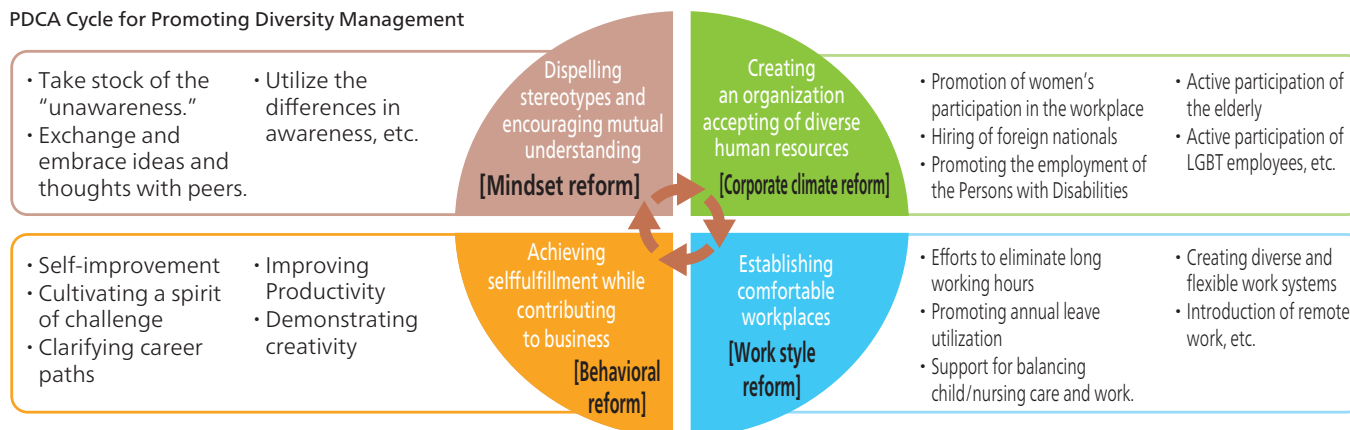 PDCA Cycle for Promoting Diversity Management
・Take stock of the
“unawareness.”
・Exchange and
embrace ideas and
thoughts with peers.
・Utilize the
differences in
awareness, etc.
Dispelling
stereotypes and
encouraging mutual
understanding
[Mindset reform]
Creating
an organization
accepting of diverse
human resources
[Corporate climate reform]
・Promotion of women’s
participation in the workplace
・Hiring of foreign nationals
・Promoting the employment of
the Persons with Disabilities
・Active participation of
the elderly
・Active participation of
LGBT employees, etc.
・Self-improvement
・Cultivating a spirit
of challenge
・Clarifying career
paths
・Improving
Productivity
・Demonstrating
creativity
Achieving
selffulfillment while
contributing
to business
[Behavioral
reform]
Establishing
comfortable
workplaces
[Work style
reform]
・Efforts to eliminate long
working hours
・Promoting annual leave
utilization
・Support for balancing
child/nursing care and work.
・Creating diverse and
flexible work systems
・Introduction of remote
work, etc.